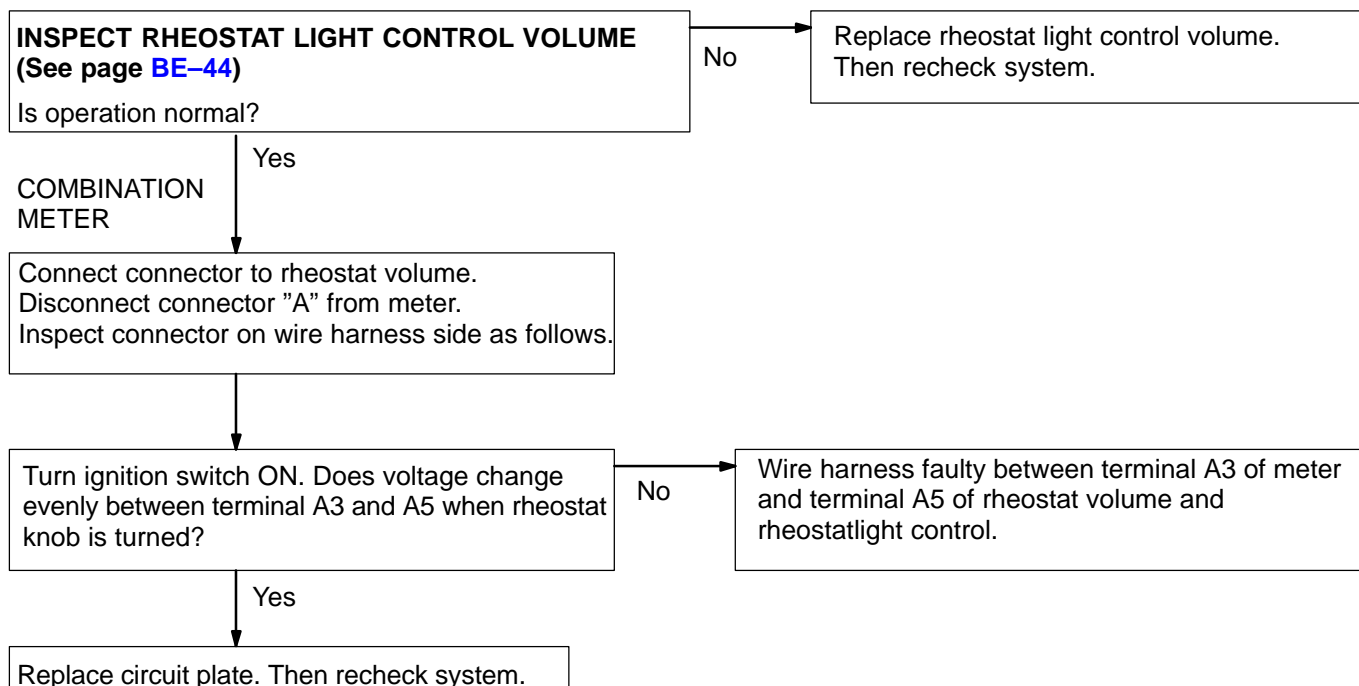 INSPECT RHEOSTAT LIGHT CONTROL VOLUME
(See page BE–44)
Is operation normal?
No
Replace rheostat light control volume.
Then recheck system.
Yes
COMBINATION
METER
Connect connector to rheostat volume.
Disconnect connector ”A” from meter.
Inspect connector on wire harness side as follows.
Turn ignition switch ON. Does voltage change
evenly between terminal A3 and A5 when rheostat
knob is turned?
No
Wire harness faulty between terminal A3 of meter
and terminal A5 of rheostat volume and
rheostatlight control.
Yes
Replace circuit plate. Then recheck system.